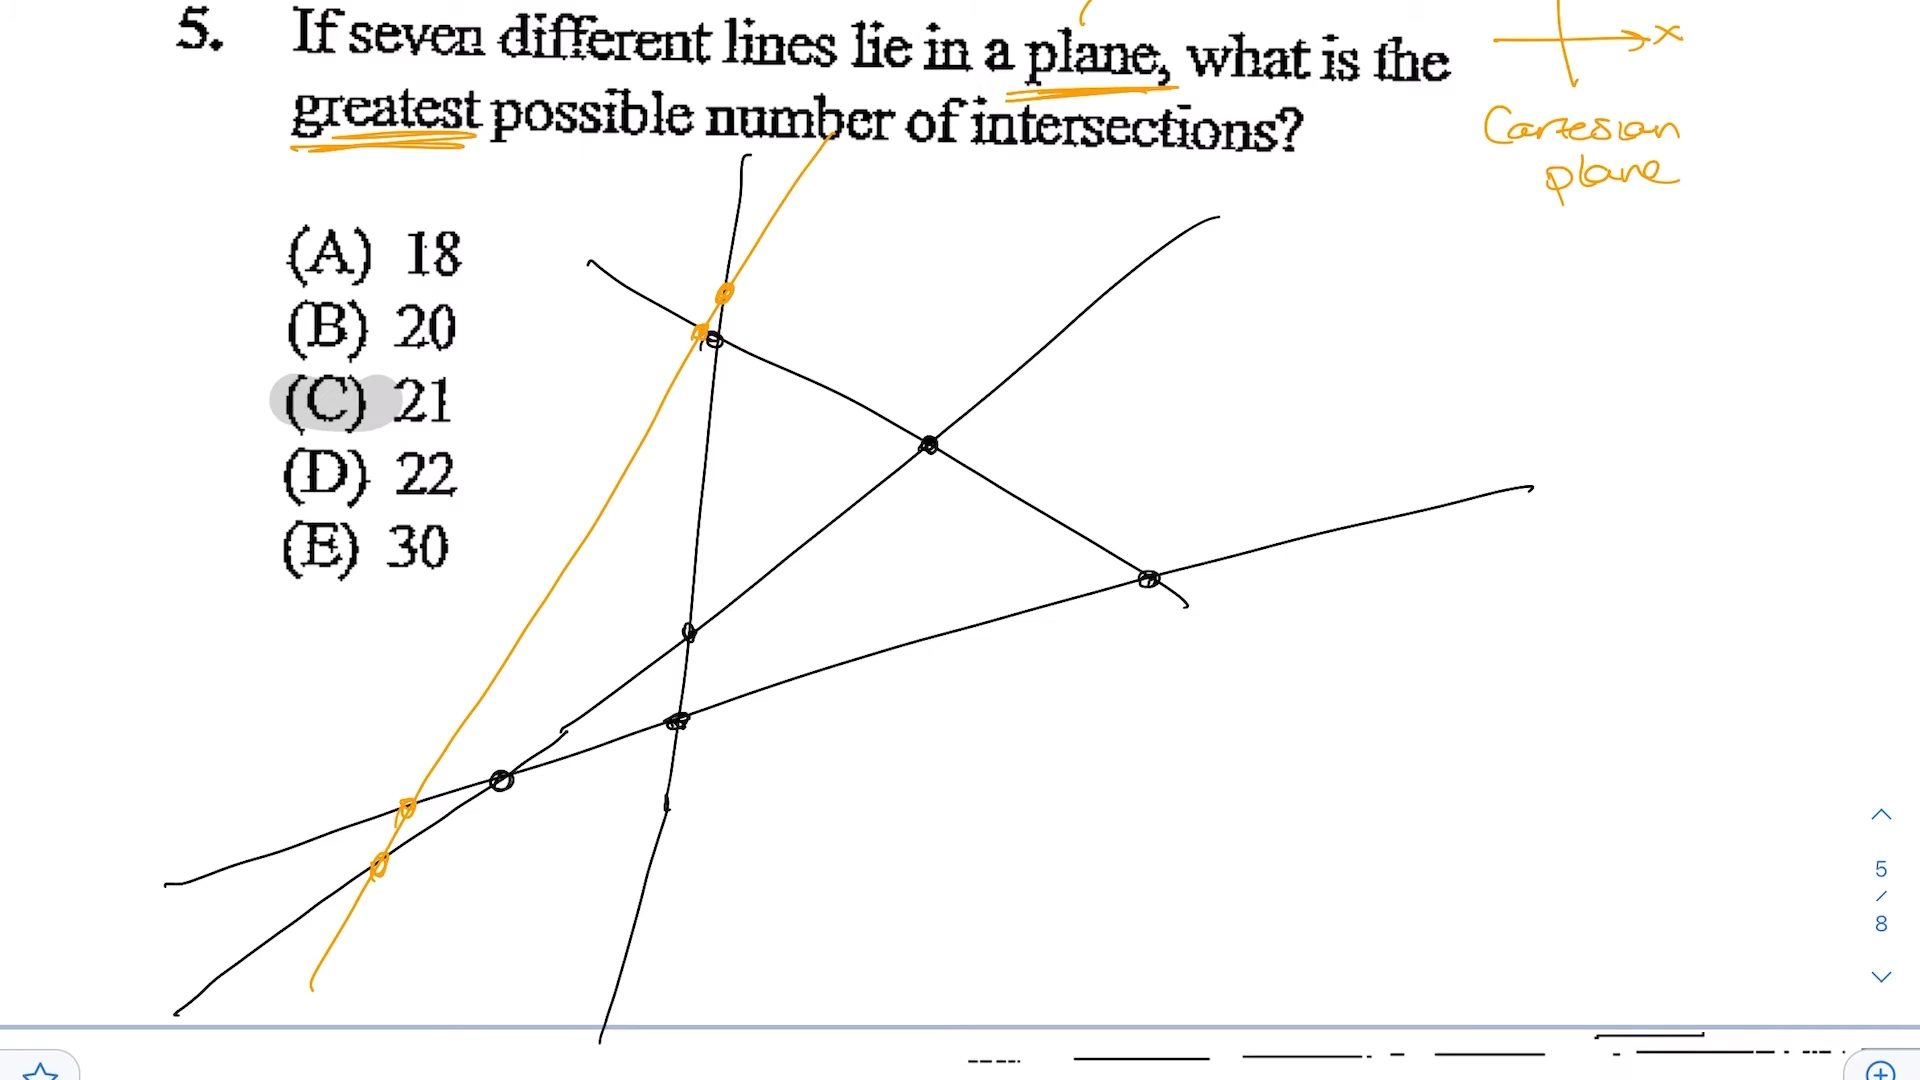 5. If seven different lines lie in a plane, what is the
greatest possible number of intersections?
x
Cartesian
plane
(A) 18
(B) 20
(C) 21
(D) 22
(E) 30
5
/
8